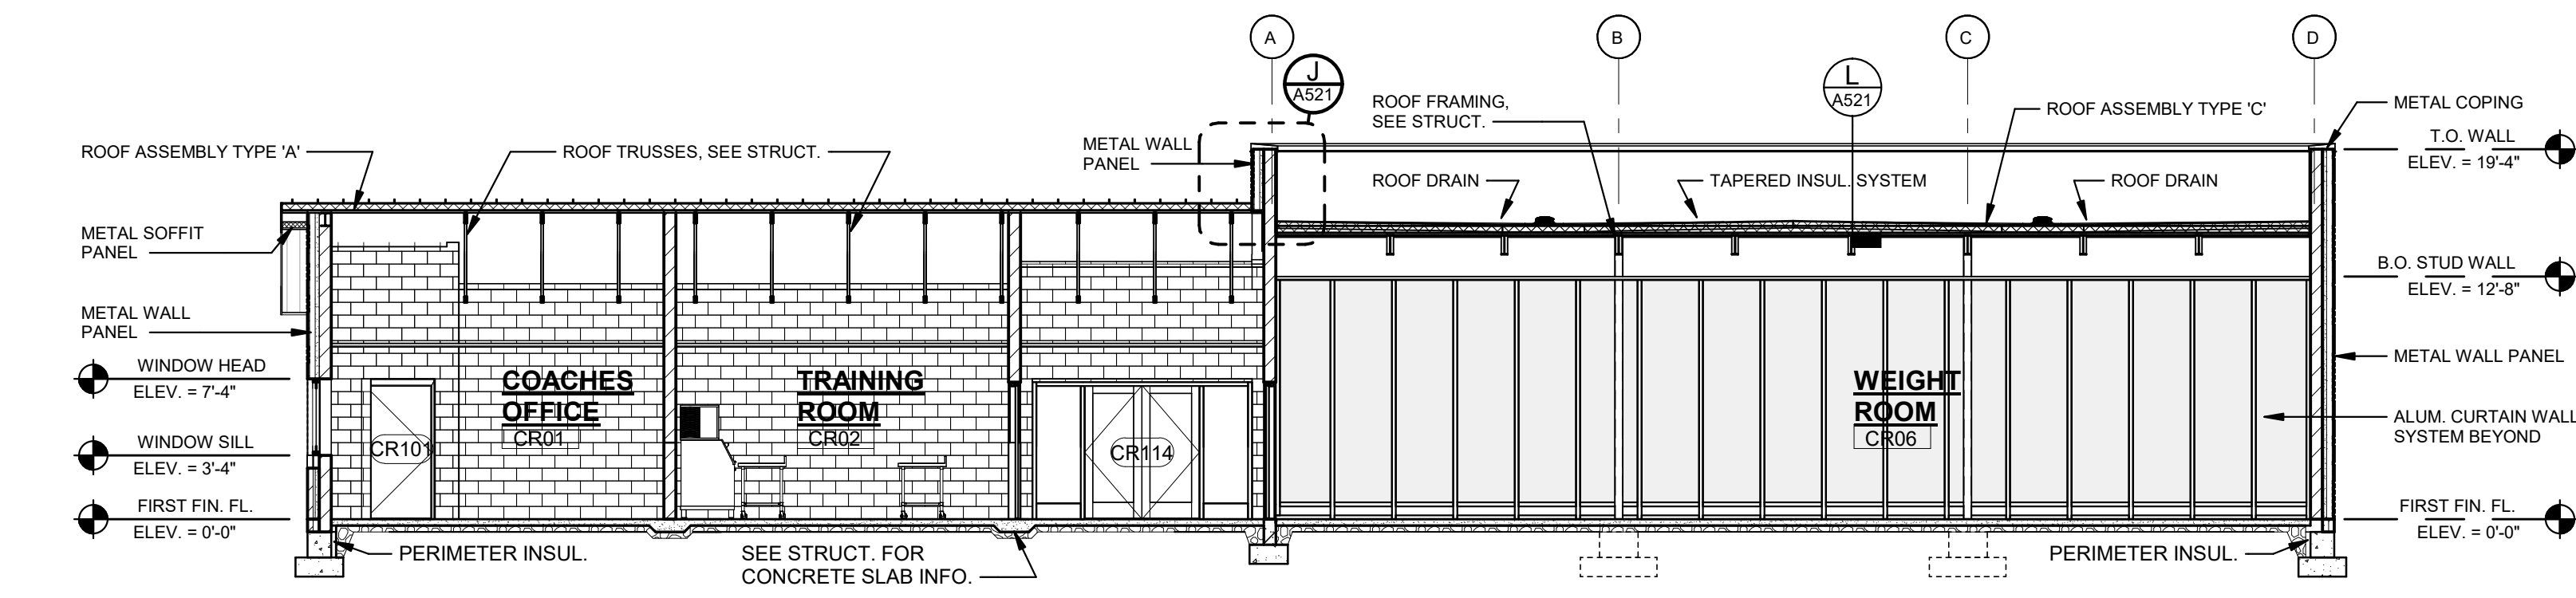 A
B
C
D
J
A521
L
A521
ROOF FRAMING,
SEE STRUCT.
ROOF ASSEMBLY TYPE 'C'
METAL COPING
T.O. WALL
ELEV. = 19'-4"
ROOF ASSEMBLY TYPE 'A'
ROOF TRUSSES, SEE STRUCT.
METAL WALL
PANEL
ROOF DRAIN
TAPERED INSUL. SYSTEM
ROOF DRAIN
METAL SOFFIT
PANEL
B.O. STUD WALL
ELEV. = 12'-8"
METAL WALL
PANEL
METAL WALL PANEL
WINDOW HEAD
ELEV. = 7'-4"
COACHES
OFFICE
CR01
TRAINING
ROOM
CR02
WEIGHT
ROOM
CR06
ALUM. CURTAIN WALL
SYSTEM BEYOND
WINDOW SILL
ELEV. = 3'-4"
CR101
CR114
FIRST FIN. FL.
ELEV. = 0'-0"
FIRST FIN. FL.
ELEV. = 0'-0"
PERIMETER INSUL.
SEE STRUCT. FOR
CONCRETE SLAB INFO.
PERIMETER INSUL.